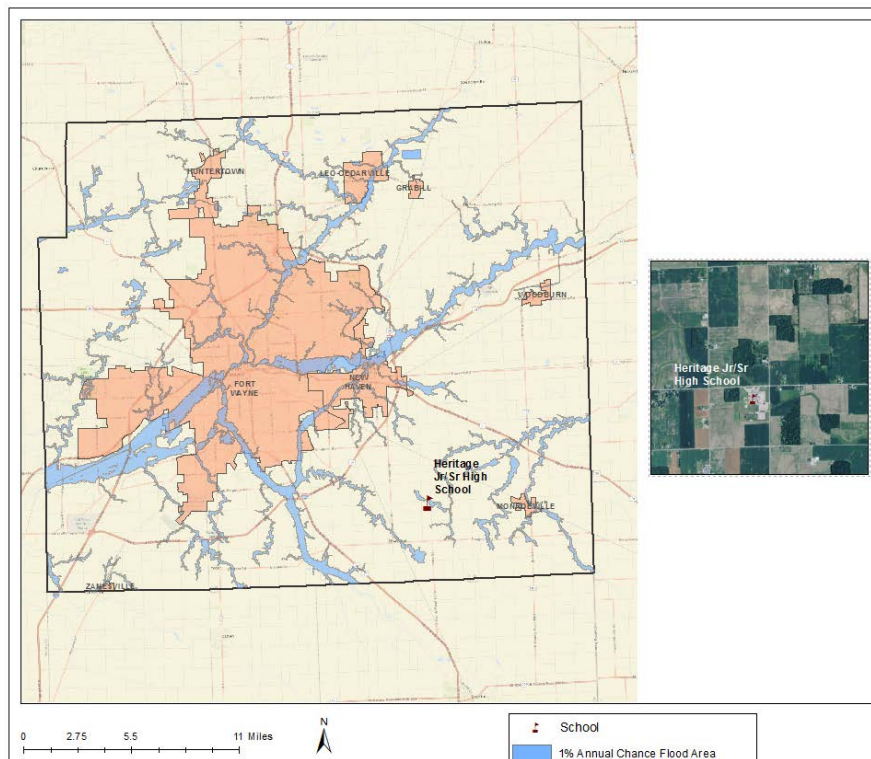 HUNTERTOWN
LEO-CEDARVILLE
GRABILL
WOODBURN
FORT
WAYNE
NEW
HAVEN
Heritage
Jr/Sr High
School
MONROEVILLE
ZANESVILLE
Heritage Jr/Sr
High School
0 2.75 5.5 11 Miles
N
School
1% Annual Chance Flood Area